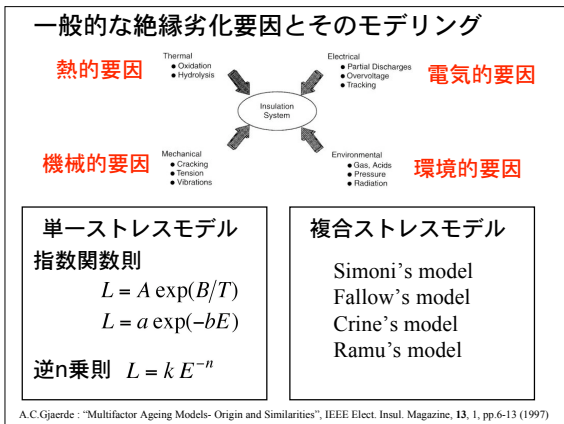 一般的な絶縁劣化要因とそのモデリング
熱的要因
Thermal
● Oxidation
● Hydrolysis
Electrical
● Partial Discharges
● Overvoltage
● Tracking
電気的要因
Insulation
System
機械的要因
Mechanical
● Cracking
● Tension
● Vibrations
Environmental
● Gas, Acids
● Pressure
● Radiation
環境的要因
単一ストレスモデル
指数関数則
L = A exp(B/T)
L = a exp(−bE)
逆n乗則 L = k E⁻ⁿ
複合ストレスモデル
Simoni's model
Fallow's model
Crine's model
Ramu's model
A.C.Gjaerde : "Multifactor Ageing Models- Origin and Similarities", IEEE Elect. Insul. Magazine, 13, 1, pp.6-13 (1997)